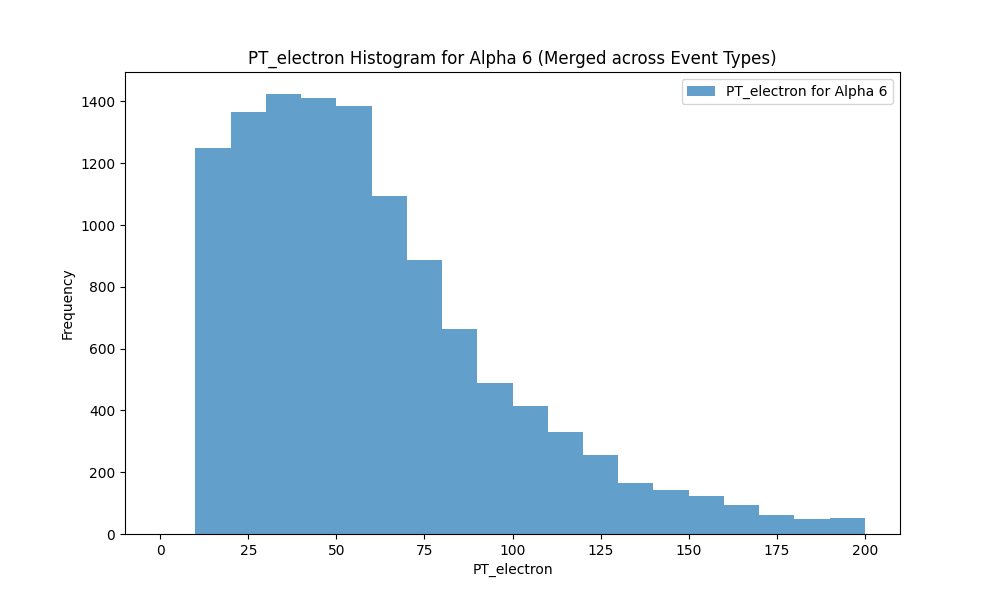 PT_electron Histogram for Alpha 6 (Merged across Event Types)
PT_electron for Alpha 6
1400
1200
1000
800
600
400
200
0
Frequency
0 25 50 75 100 125 150 175 200
PT_electron